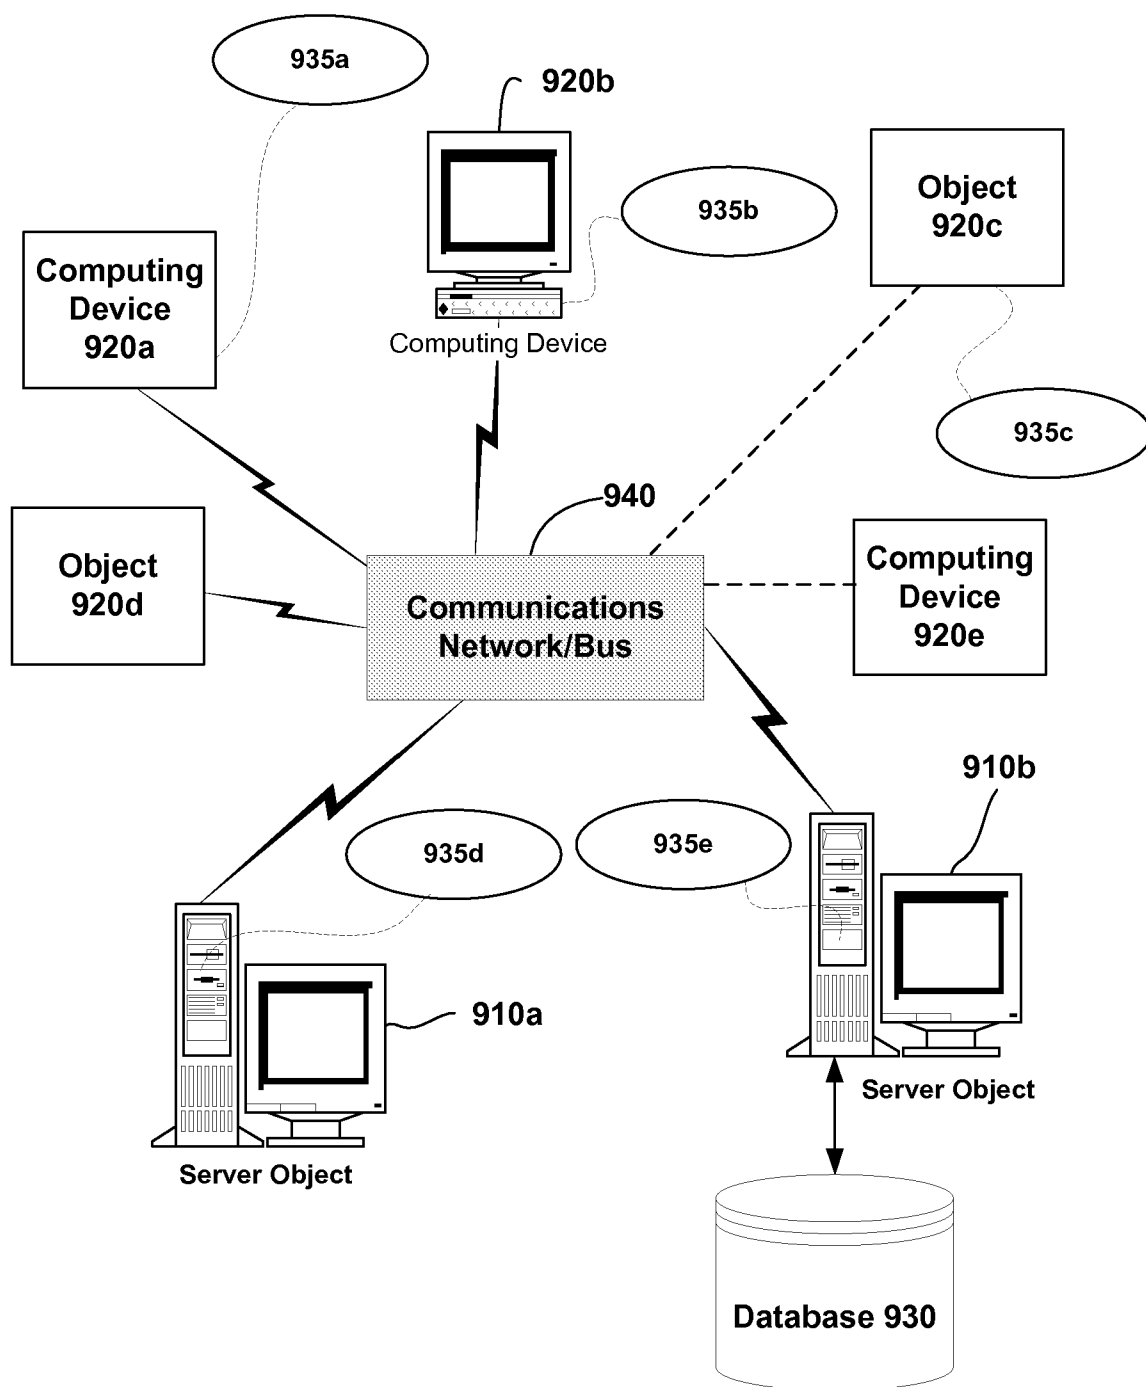 935a
920b
935b
Object
920c
Computing
Device
920a
Computing Device
935c
940
Object
920d
Communications
Network/Bus
Computing
Device
920e
910b
935d
935e
910a
Server Object
Server Object
Database 930